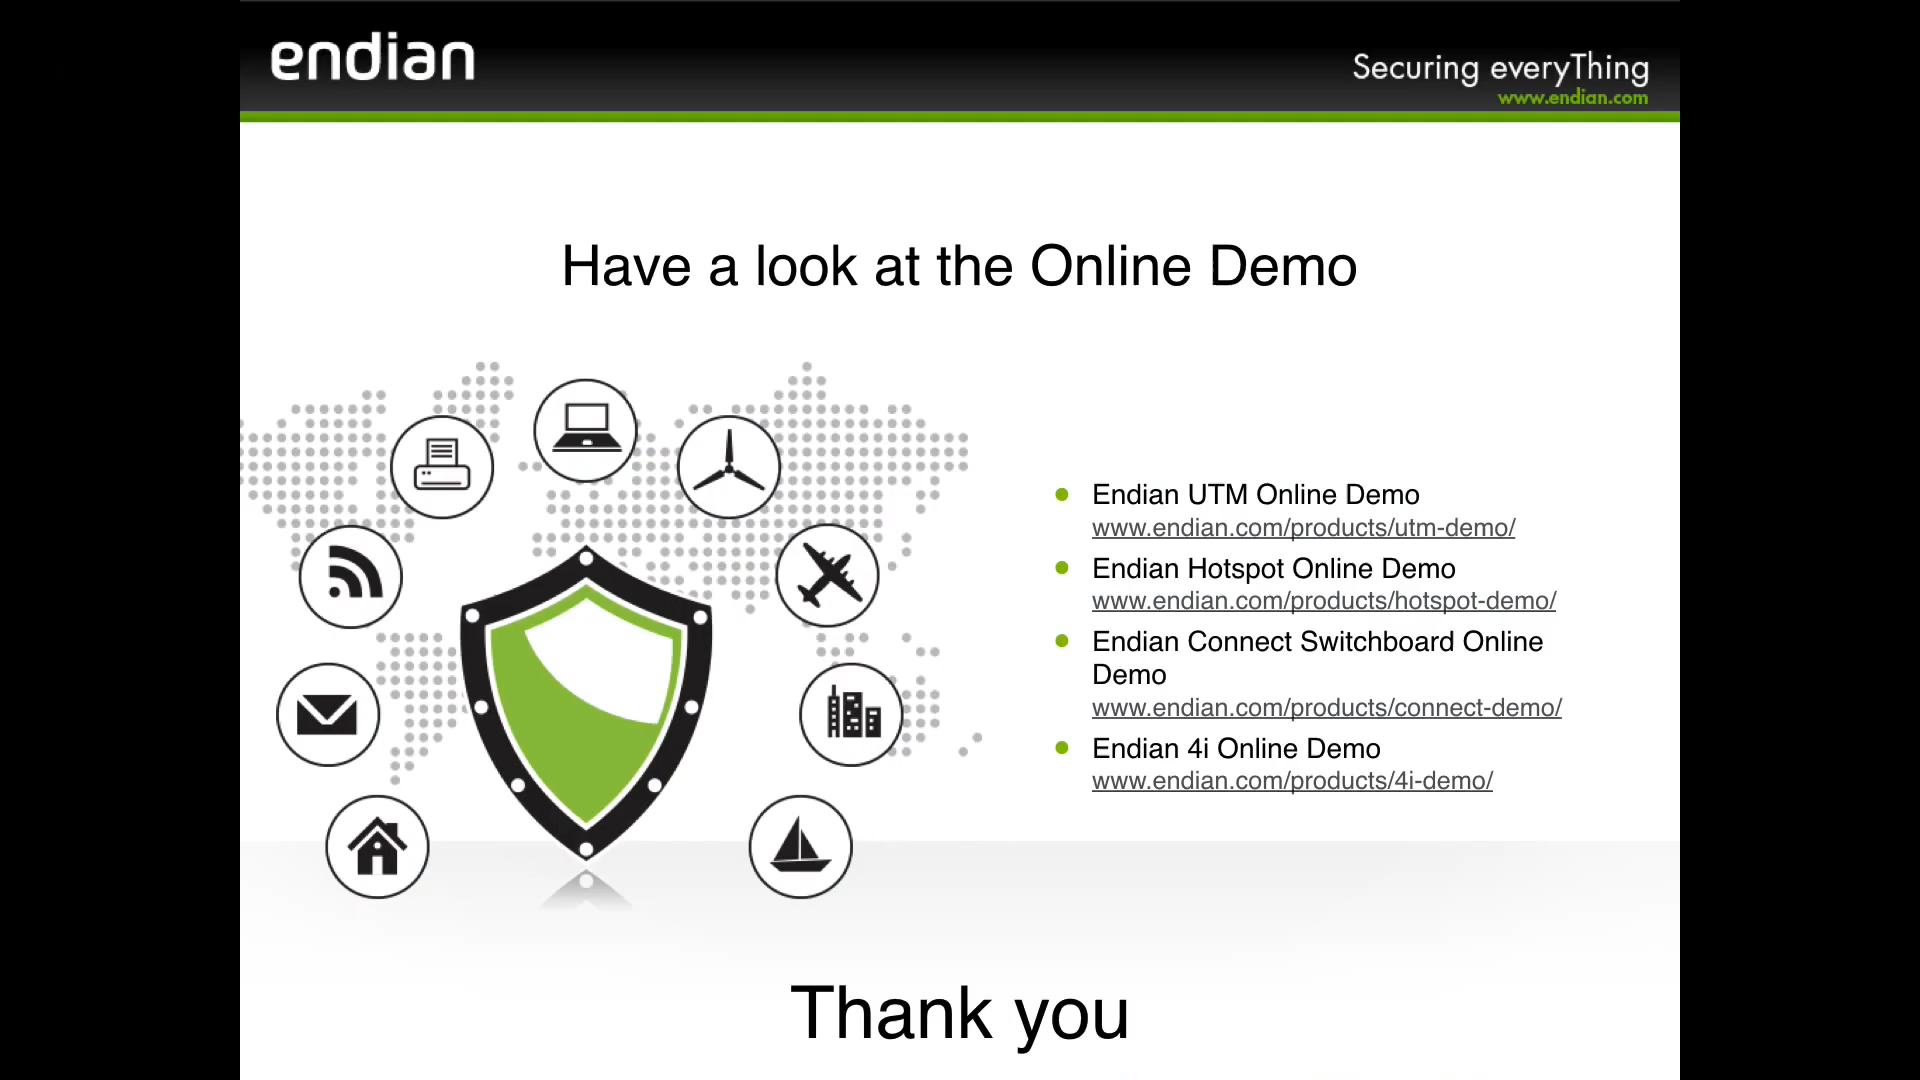 endian
Securing everyThing
www.endian.com
Have a look at the Online Demo
Endian UTM Online Demo
www.endian.com/products/utm-demo/
Endian Hotspot Online Demo
www.endian.com/products/hotspot-demo/
Endian Connect Switchboard Online
Demo
www.endian.com/products/connect-demo/
Endian 4i Online Demo
www.endian.com/products/4i-demo/
Thank you